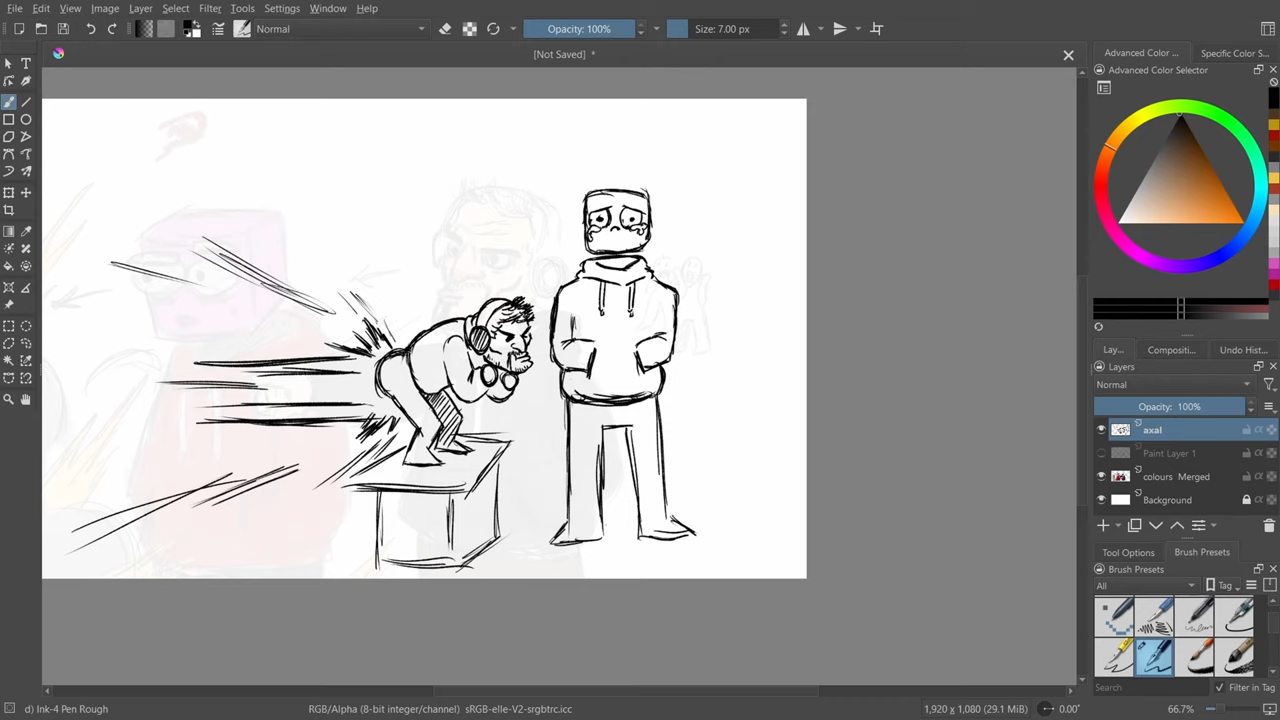 File Edit View Image Layer Select Filter Tools Settings Window Help
Normal Opacity: 100% Size: 7.00 px
[Not Saved] *
Advanced Color ... Specific Color S...
Advanced Color Selector
Lay... Compositi... Undo Hist...
Layers
Normal
Opacity: 100%
axal
Paint Layer 1
colours Merged
Background
Tool Options Brush Presets
Brush Presets
All Tag
Search Filter in Tag
d) Ink-4 Pen Rough RGB/Alpha (8-bit integer/channel) sRGB-elle-V2-srgbtrc.icc 1,920 x 1,080 (29.1 MiB) 0.00° 66.7%